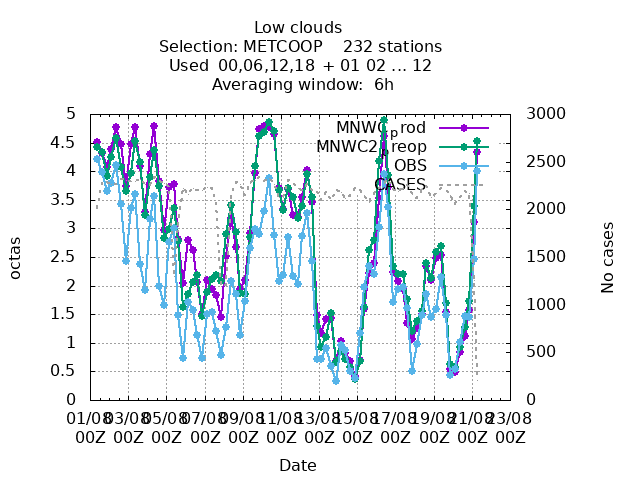 Low clouds
Selection: METCOOP 232 stations
Used 00,06,12,18 + 01 02 ... 12
Averaging window: 6h
5
4.5
4
3.5
3
2.5
2
1.5
1
0.5
0
octas
3000
2500
2000
1500
1000
500
0
No cases
MNWC_prod
MNWC2_preop
OBS
CASES
01/08 03/08 05/08 07/08 09/08 11/08 13/08 15/08 17/08 19/08 21/08 23/08
00Z 00Z 00Z 00Z 00Z 00Z 00Z 00Z 00Z 00Z 00Z 00Z
Date